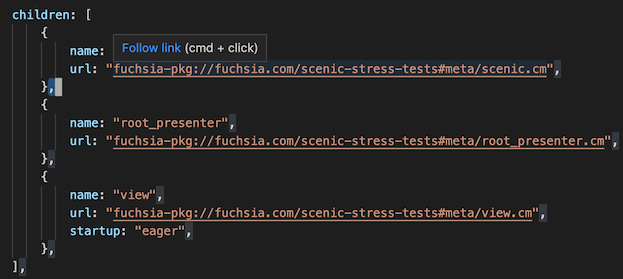 children: [
{
Follow link (cmd + click)
name:
url: "fuchsia-pkg://fuchsia.com/scenic-stress-tests#meta/scenic.cm",
},
{
name: "root_presenter",
url: "fuchsia-pkg://fuchsia.com/scenic-stress-tests#meta/root_presenter.cm",
},
{
name: "view",
url: "fuchsia-pkg://fuchsia.com/scenic-stress-tests#meta/view.cm",
startup: "eager",
},
],